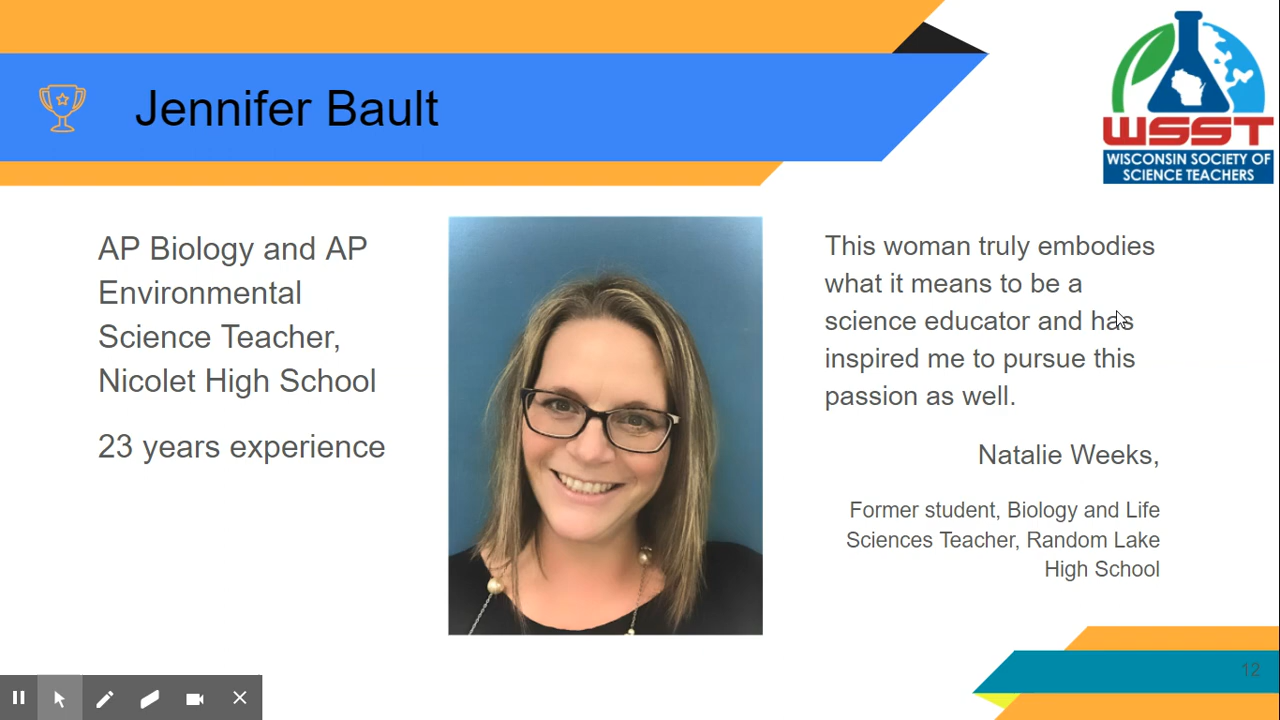 Jennifer Bault
WSST
WISCONSIN SOCIETY OF
SCIENCE TEACHERS
AP Biology and AP
Environmental
Science Teacher,
Nicolet High School
23 years experience
This woman truly embodies
what it means to be a
science educator and has
inspired me to pursue this
passion as well.
Natalie Weeks,
Former student, Biology and Life
Sciences Teacher, Random Lake
High School
12